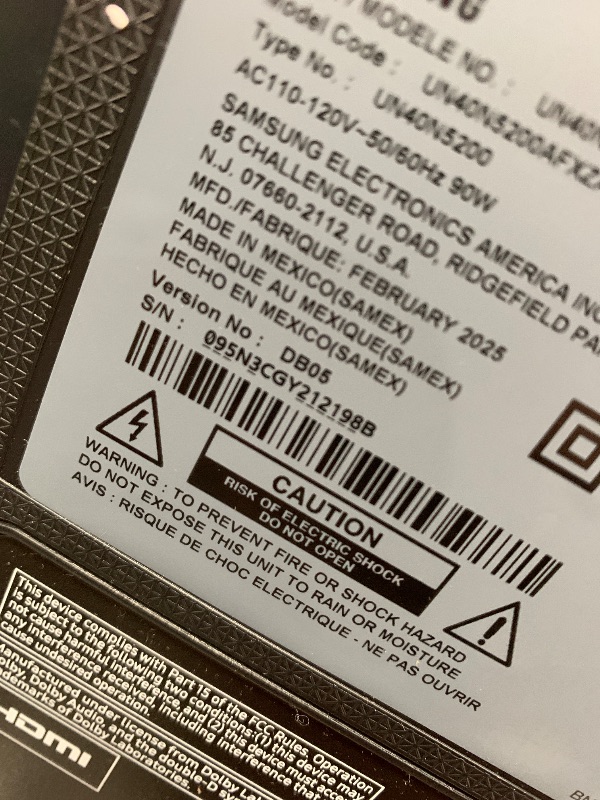 NG
MODELE NO. : UN40N
Model Code : UN40N5200AFXZA
Type No. : UN40N5200
AC110-120V~50/60Hz 90W
SAMSUNG ELECTRONICS AMERICA INC
85 CHALLENGER ROAD, RIDGEFIELD PA
N.J. 07660-2112, U.S.A.
MFD./FABRIQUE: FEBRUARY 2025
MADE IN MEXICO(SAMEX)
FABRIQUE AU MEXIQUE(SAMEX)
HECHO EN MEXICO(SAMEX)
Version No : DB05
S/N : 095N3CGY212198B
CAUTION
RISK OF ELECTRIC SHOCK
DO NOT OPEN
WARNING : TO PREVENT FIRE OR SHOCK HAZARD
DO NOT EXPOSE THIS UNIT TO RAIN OR MOISTURE
AVIS : RISQUE DE CHOC ELECTRIQUE - NE PAS OUVRIR
This device complies with Part 15 of the FCC Rules. Operation
is subject to the following two conditions:(1) this device may
not cause harmful interference, and (2) this device must accept
any interference received, including interference that
cause undesired operation.
Manufactured under license from Dolby Lab
Dolby, Dolby Audio, and the double-D sy
trademarks of Dolby Laboratories.
HDMI
BN